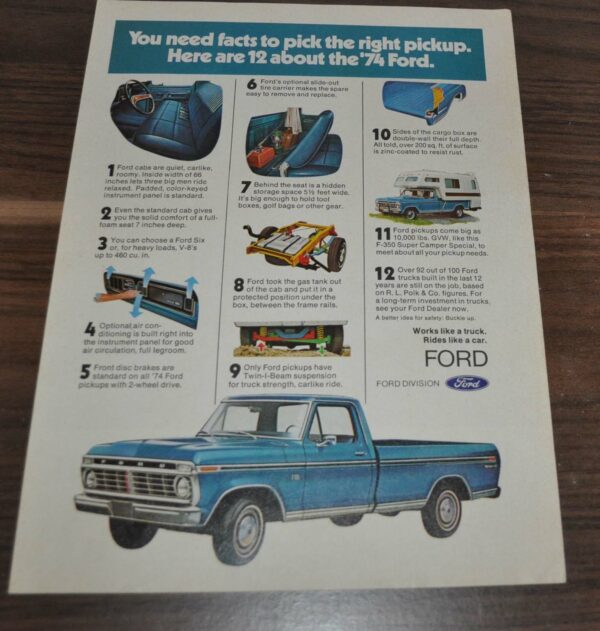 You need facts to pick the right pickup.
Here are 12 about the '74 Ford.
1 Ford cabs are quiet, carlike,
roomy. Inside width of 66
inches lets three big men ride
relaxed. Padded, color-keyed
instrument panel is standard.
2 Even the standard cab gives
you the solid comfort of a full-
foam seat 7 inches deep.
3 You can choose a Ford Six
or, for heavy loads, V-8's
up to 460 cu. in.
4 Optional air con-
ditioning is built right into
the instrument panel for good
air circulation, full legroom.
5 Front disc brakes are
standard on all '74 Ford
pickups with 2-wheel drive.
6 Ford's optional slide-out
tire carrier makes the spare
easy to remove and replace.
7 Behind the seat is a hidden
storage space 5½ feet wide.
It's big enough to hold tool
boxes, golf bags or other gear.
8 Ford took the gas tank out
of the cab and put it in a
protected position under the
box, between the frame rails.
9 Only Ford pickups have
Twin-I-Beam suspension
for truck strength, carlike ride.
10 Sides of the cargo box are
double-wall their full depth.
All told, over 200 sq. ft. of surface
is zinc-coated to resist rust.
11 Ford pickups come big as
10,000 lbs. GVW, like this
F-350 Super Camper Special, to
meet about all your pickup needs.
12 Over 92 out of 100 Ford
trucks built in the last 12
years are still on the job, based
on R. L. Polk & Co. figures. For
a long-term investment in trucks,
see your Ford Dealer now.
A better idea for safety: Buckle up.
Works like a truck.
Rides like a car.
FORD
FORD DIVISION Ford
FORD